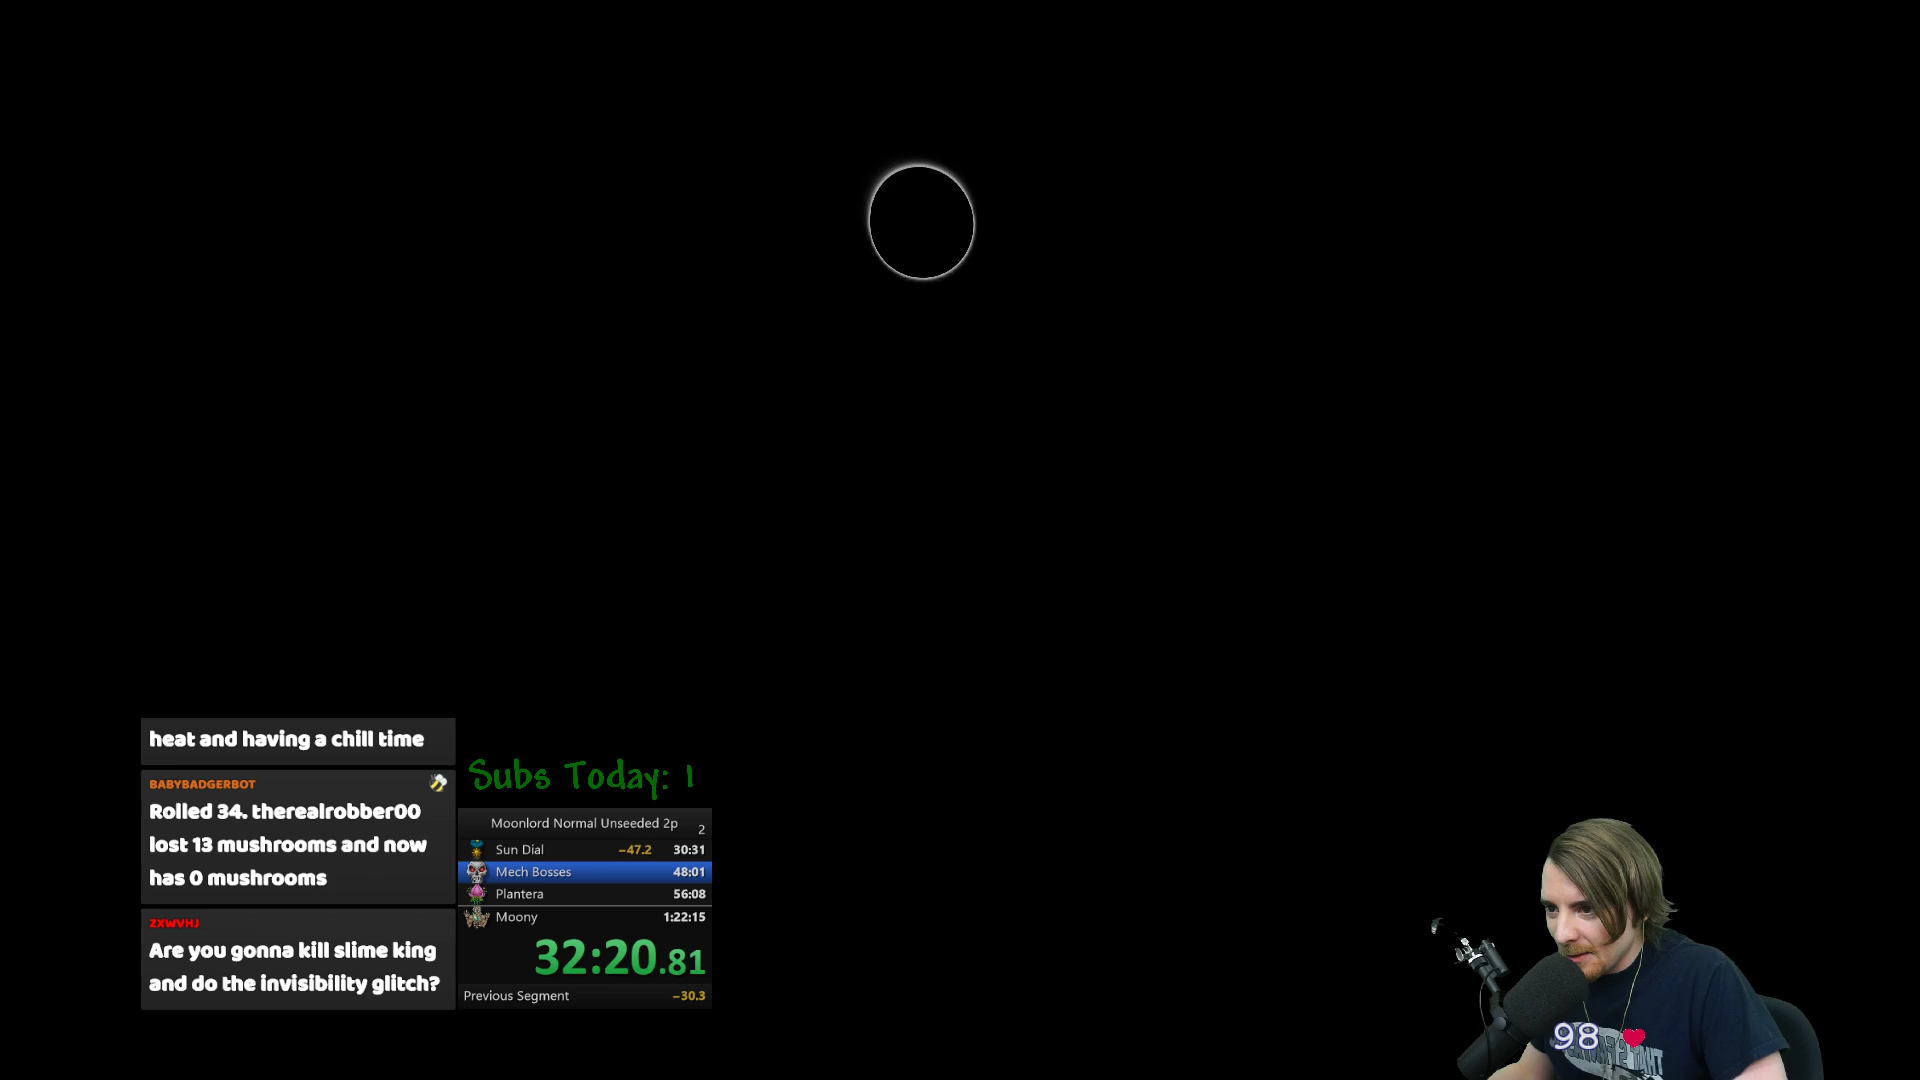 heat and having a chill time
BABYBADGERBOT
Rolled 34. therealrobber00
lost 13 mushrooms and now
has 0 mushrooms
ZXWVHJ
Are you gonna kill slime king
and do the invisibility glitch?
Subs Today: 1
Moonlord Normal Unseeded 2p 2
Sun Dial -47.2 30:31
Mech Bosses 48:01
Plantera 56:08
Moony 1:22:15
32:20.81
Previous Segment -30.3
98